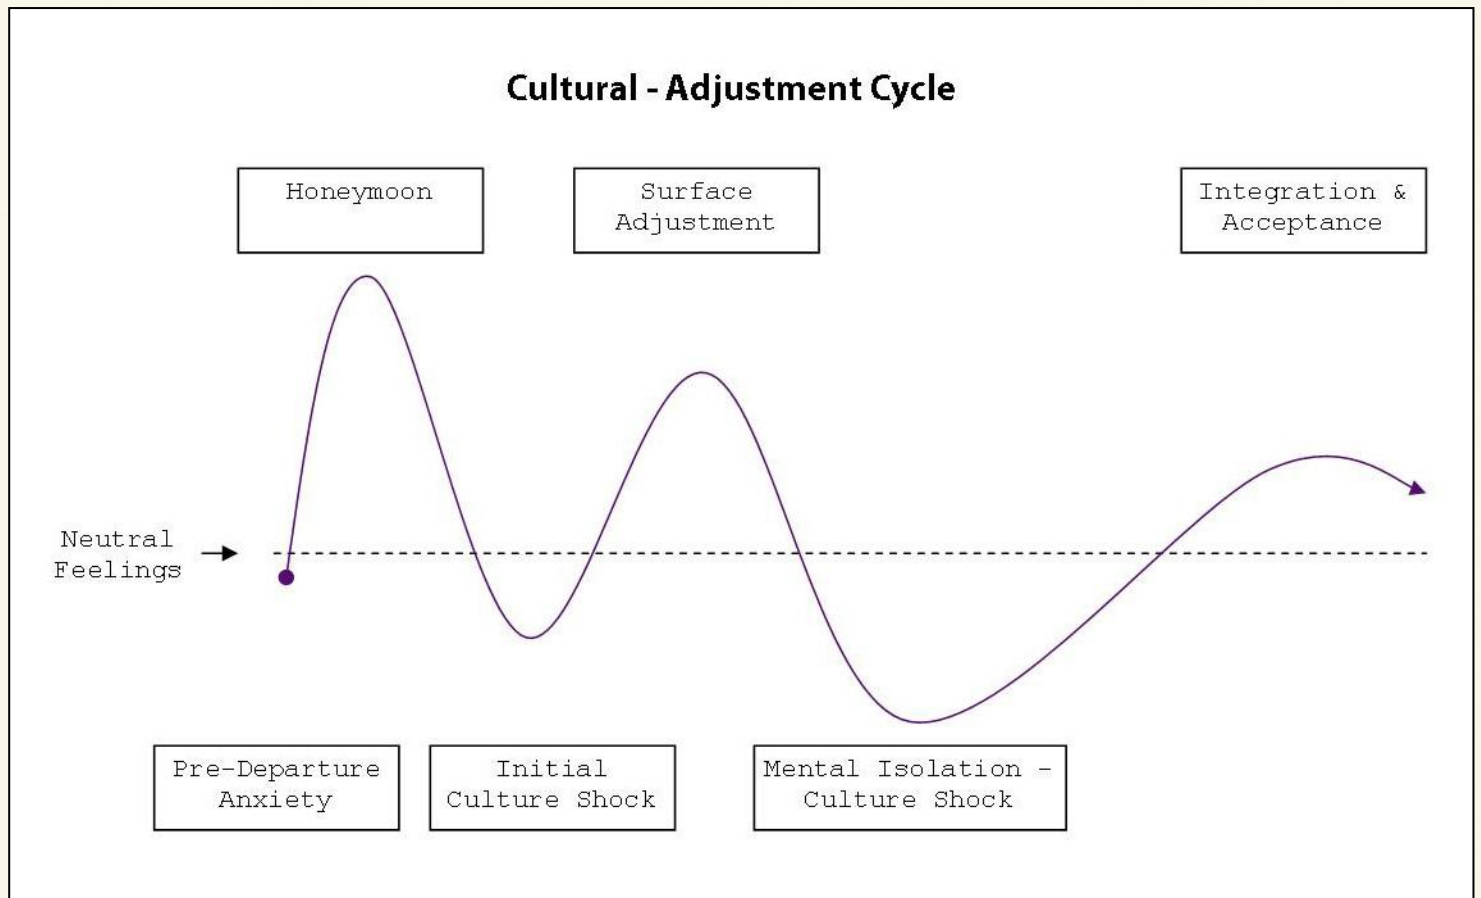 Cultural - Adjustment Cycle
Honeymoon
Surface
Adjustment
Integration &
Acceptance
Neutral
Feelings
Pre-Departure
Anxiety
Initial
Culture Shock
Mental Isolation -
Culture Shock